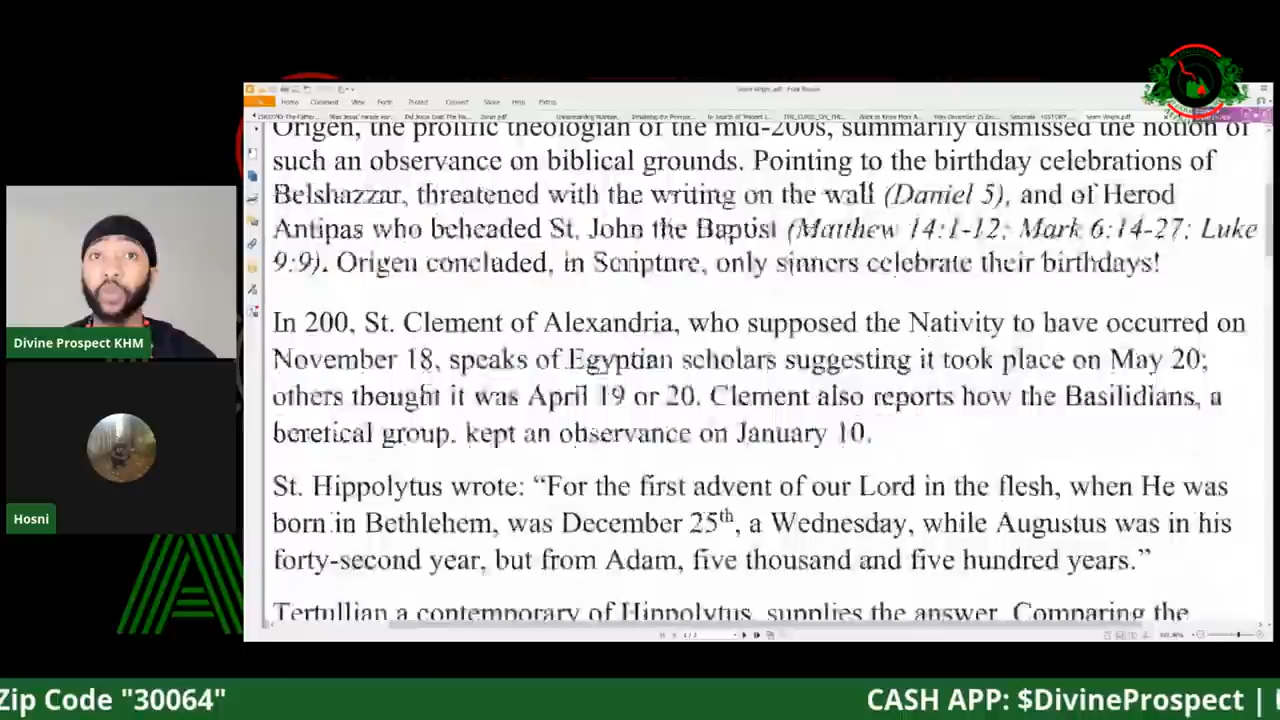 Home Comment View Form Protect Convert Share Help Extras
Origen, the prolific theologian of the mid-200s, summarily dismissed the notion of
such an observance on biblical grounds. Pointing to the birthday celebrations of
Belshazzar, threatened with the writing on the wall (Daniel 5), and of Herod
Antipas who beheaded St. John the Baptist (Matthew 14:1-12; Mark 6:14-27; Luke
9:9). Origen concluded, in Scripture, only sinners celebrate their birthdays!
In 200, St. Clement of Alexandria, who supposed the Nativity to have occurred on
November 18, speaks of Egyptian scholars suggesting it took place on May 20;
others thought it was April 19 or 20. Clement also reports how the Basilidians, a
heretical group, kept an observance on January 10.
St. Hippolytus wrote: “For the first advent of our Lord in the flesh, when He was
born in Bethlehem, was December 25th, a Wednesday, while Augustus was in his
forty-second year, but from Adam, five thousand and five hundred years.”
Tertullian a contemporary of Hippolytus, supplies the answer. Comparing the
Divine Prospect KHM
Hosni
Zip Code "30064"
CASH APP: $DivineProspect |